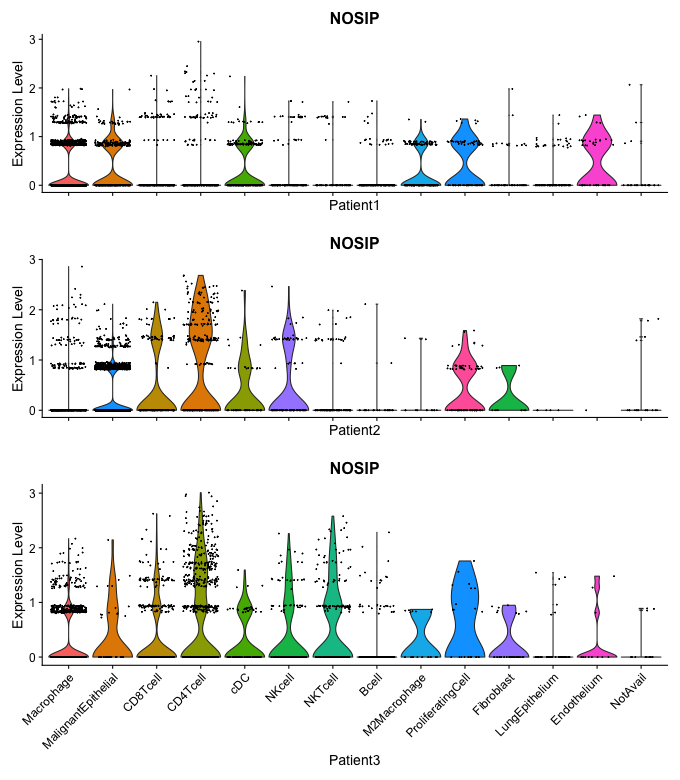 NOSIP
Expression Level
3
2
1
0
Patient1
NOSIP
Expression Level
3
2
1
0
Patient2
NOSIP
Expression Level
3
2
1
0
Macrophage
MalignantEpithelial
CD8Tcell
CD4Tcell
cDC
NKcell
NKTcell
Bcell
M2Macrophage
ProliferatingCell
Fibroblast
LungEpithelium
Endothelium
NotAvail
Patient3